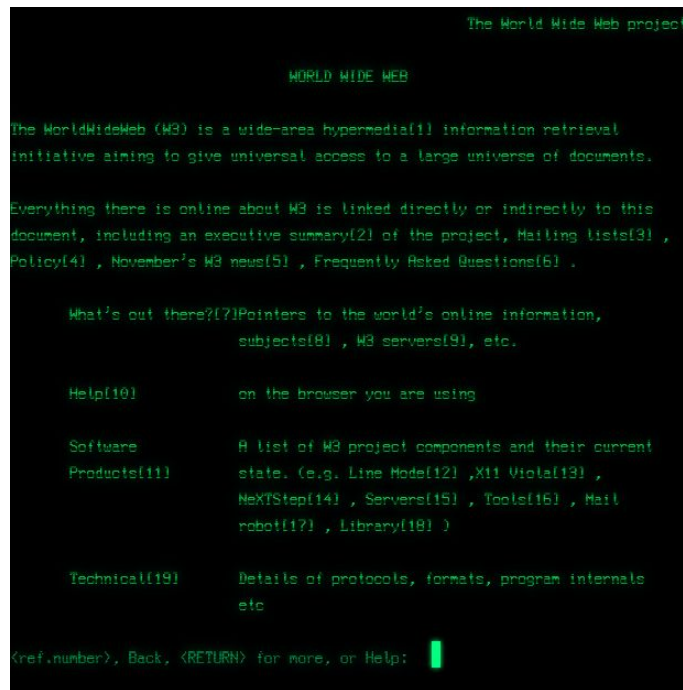 The World Wide Web project
WORLD WIDE WEB
The WorldWideWeb (W3) is a wide-area hypermedia[1] information retrieval
initiative aiming to give universal access to a large universe of documents.
Everything there is online about W3 is linked directly or indirectly to this
document, including an executive summary[2] of the project, Mailing lists[3] ,
Policy[4] , November's W3 news[5] , Frequently Asked Questions[6] .
What's out there?[7]Pointers to the world's online information,
subjects[8] , W3 servers[9], etc.
Help[10] on the browser you are using
Software A list of W3 project components and their current
Products[11] state. (e.g. Line Mode[12] ,X11 Viola[13] ,
NeXTStep[14] , Servers[15] , Tools[16] , Mail
robot[17] , Library[18] )
Technical[19] Details of protocols, formats, program internals
etc
<ref.number>, Back, <RETURN> for more, or Help: